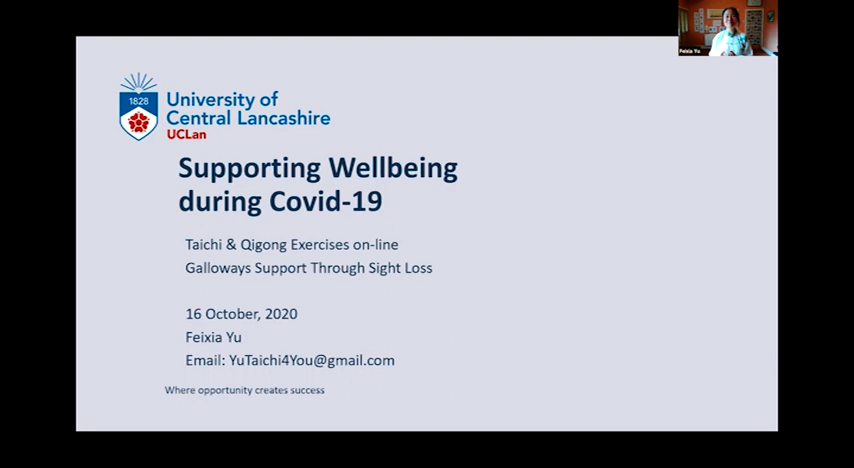 Feixia Yu
1828
University of
Central Lancashire
UCLan
Supporting Wellbeing
during Covid-19
Taichi & Qigong Exercises on-line
Galloways Support Through Sight Loss
16 October, 2020
Feixia Yu
Email: YuTaichi4You@gmail.com
Where opportunity creates success